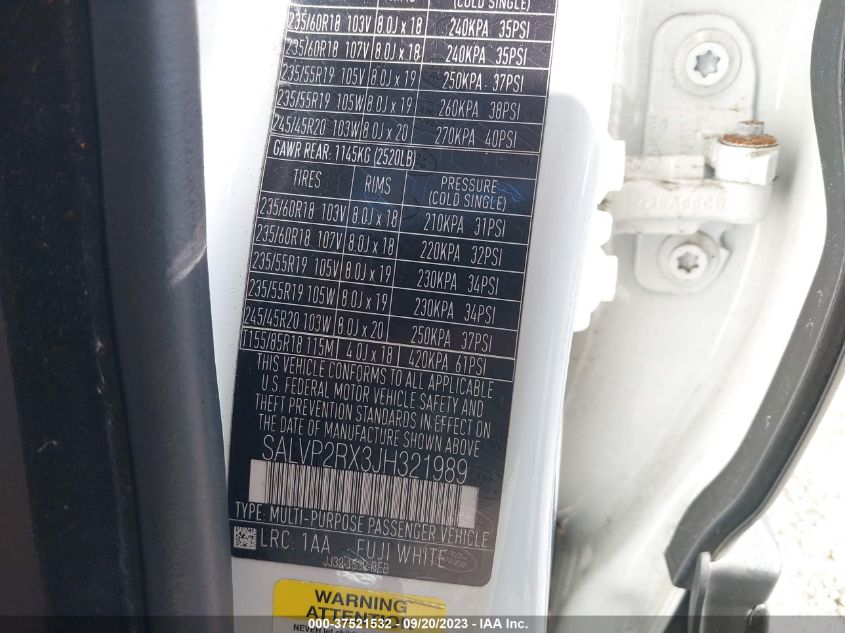 (COLD SINGLE)
235/60R18 103V 8.0J x 18 240KPA 35PSI
235/60R18 107V 8.0J x 18 240KPA 35PSI
235/55R19 105V 8.0J x 19 250KPA 37PSI
235/55R19 105W 8.0J x 19 260KPA 38PSI
245/45R20 103W 8.0J x 20 270KPA 40PSI
GAWR REAR: 1145KG (2520LB)
TIRES RIMS PRESSURE
(COLD SINGLE)
235/60R18 103V 8.0J x 18 210KPA 31PSI
235/60R18 107V 8.0J x 18 220KPA 32PSI
235/55R19 105V 8.0J x 19 230KPA 34PSI
235/55R19 105W 8.0J x 19 230KPA 34PSI
245/45R20 103W 8.0J x 20 250KPA 37PSI
T155/85R18 115M 4.0J x 18 420KPA 61PSI
THIS VEHICLE CONFORMS TO ALL APPLICABLE
U.S. FEDERAL MOTOR VEHICLE SAFETY AND
THEFT PREVENTION STANDARDS IN EFFECT ON
THE DATE OF MANUFACTURE SHOWN ABOVE
SALVP2RX3JH321989
TYPE: MULTI-PURPOSE PASSENGER VEHICLE
LRC: 1AA FUJI WHITE
WARNING
ATTENTION
NEVER let
000-37521532 - 09/20/2023 - IAA Inc.